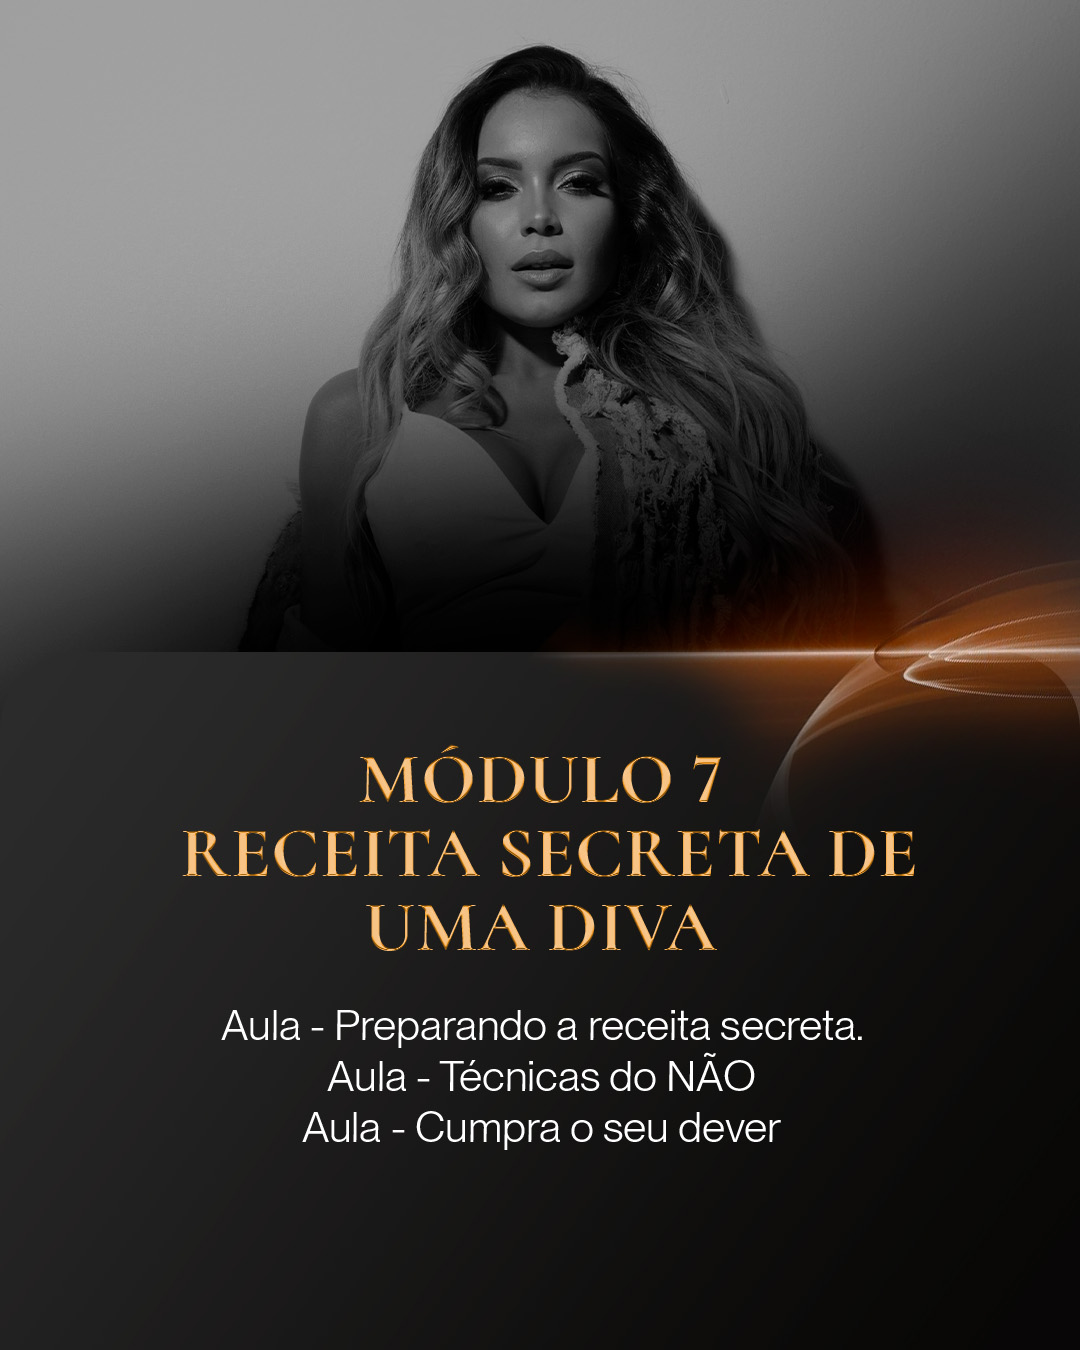 MÓDULO 7
RECEITA SECRETA DE
UMA DIVA
Aula - Preparando a receita secreta.
Aula - Técnicas do NÃO
Aula - Cumpra o seu dever